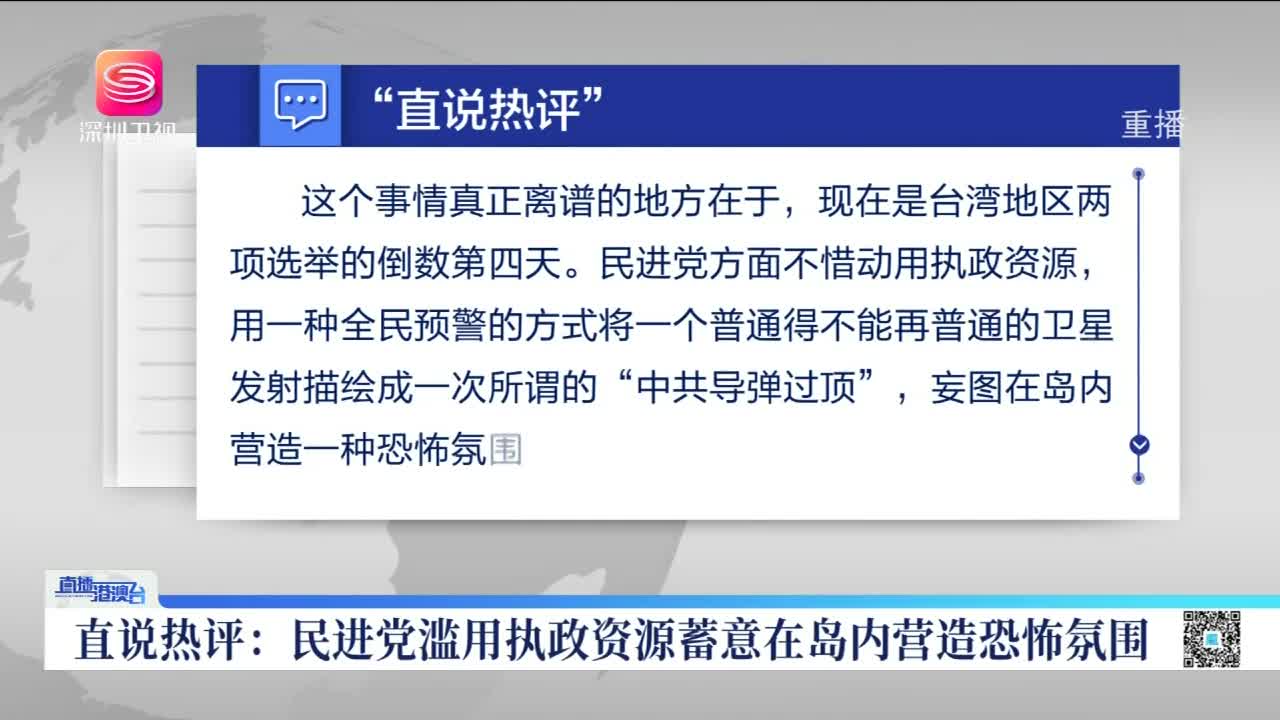 深圳卫视
“直说热评”
重播
这个事情真正离谱的地方在于，现在是台湾地区两
项选举的倒数第四天。民进党方面不惜动用执政资源，
用一种全民预警的方式将一个普通得不能再普通的卫星
发射描绘成一次所谓的“中共导弹过顶”，妄图在岛内
营造一种恐怖氛围
直播港澳台
直说热评：民进党滥用执政资源蓄意在岛内营造恐怖氛围